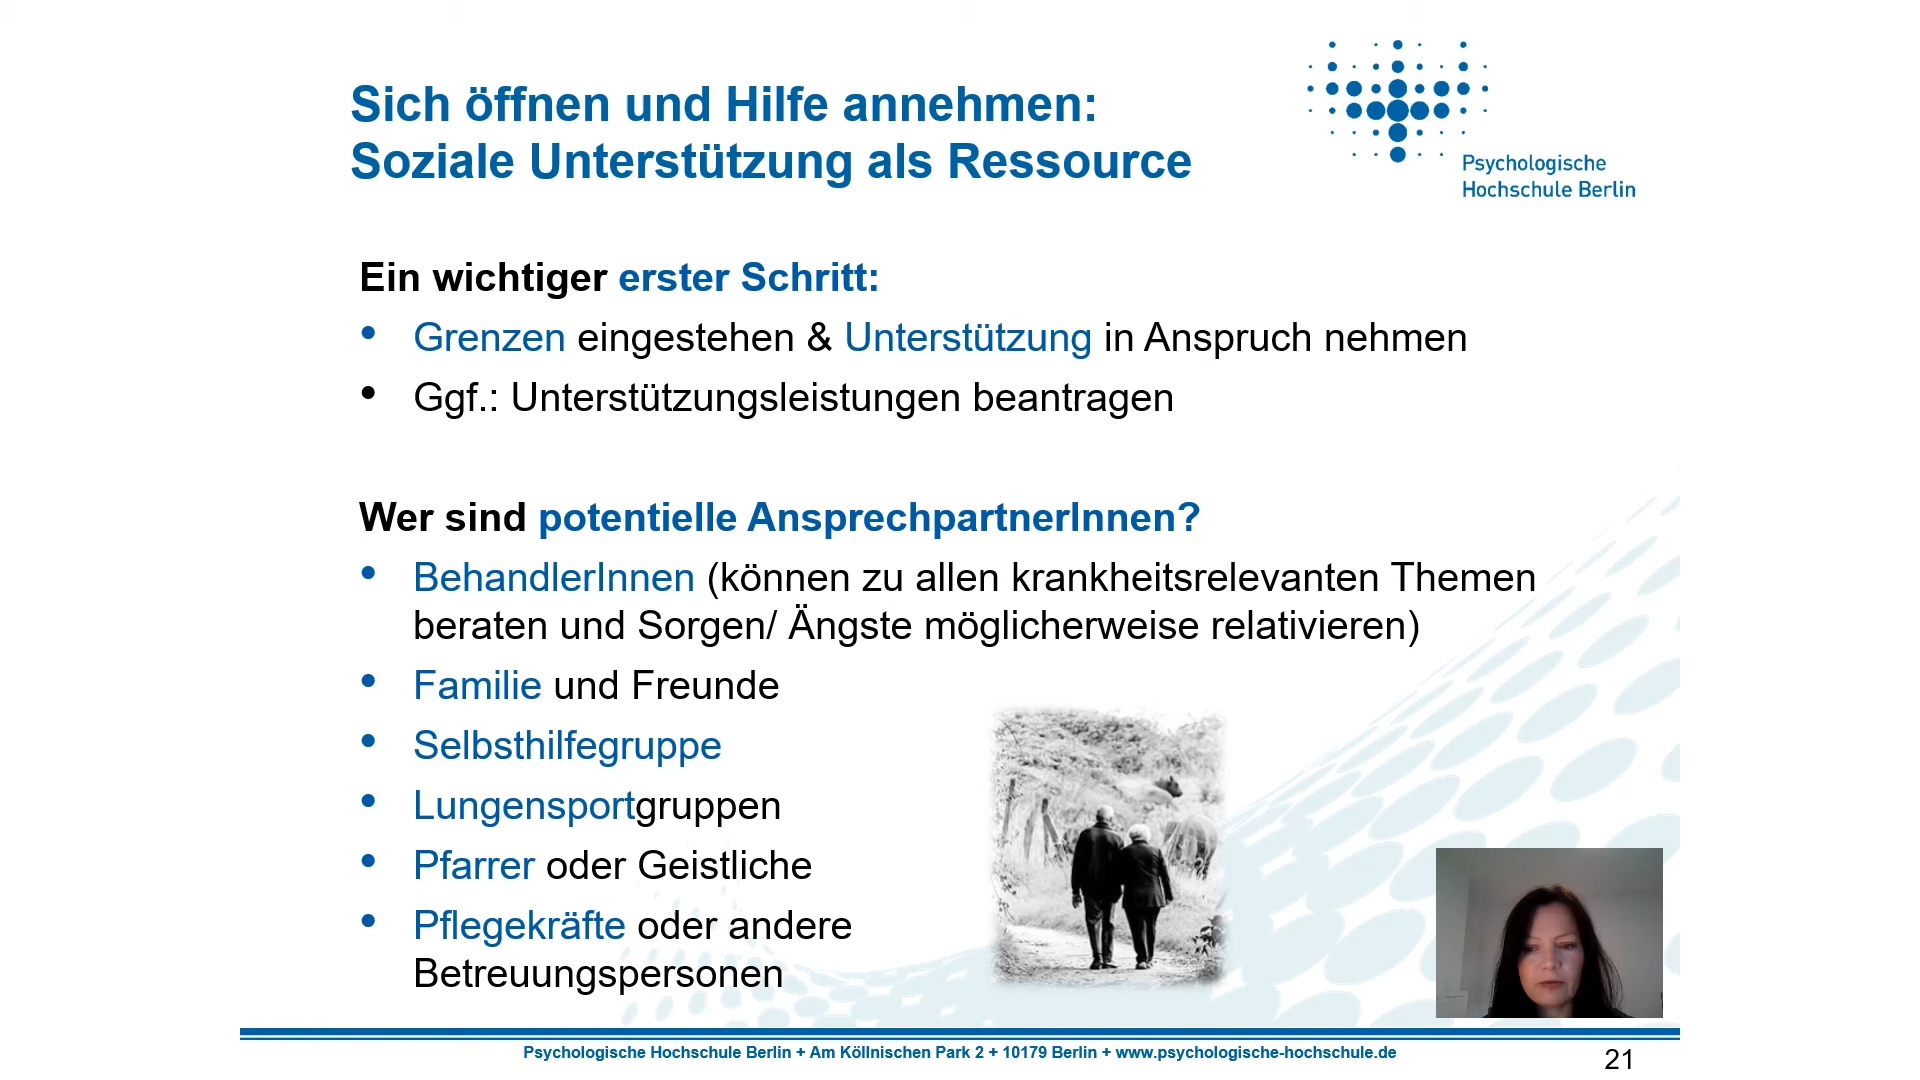 Sich öffnen und Hilfe annehmen:
Soziale Unterstützung als Ressource
Psychologische
Hochschule Berlin
Ein wichtiger erster Schritt:
• Grenzen eingestehen & Unterstützung in Anspruch nehmen
• Ggf.: Unterstützungsleistungen beantragen
Wer sind potentielle AnsprechpartnerInnen?
• BehandlerInnen (können zu allen krankheitsrelevanten Themen
beraten und Sorgen/ Ängste möglicherweise relativieren)
• Familie und Freunde
• Selbsthilfegruppe
• Lungensportgruppen
• Pfarrer oder Geistliche
• Pflegekräfte oder andere
Betreuungspersonen
Psychologische Hochschule Berlin + Am Köllnischen Park 2 + 10179 Berlin + www.psychologische-hochschule.de
21